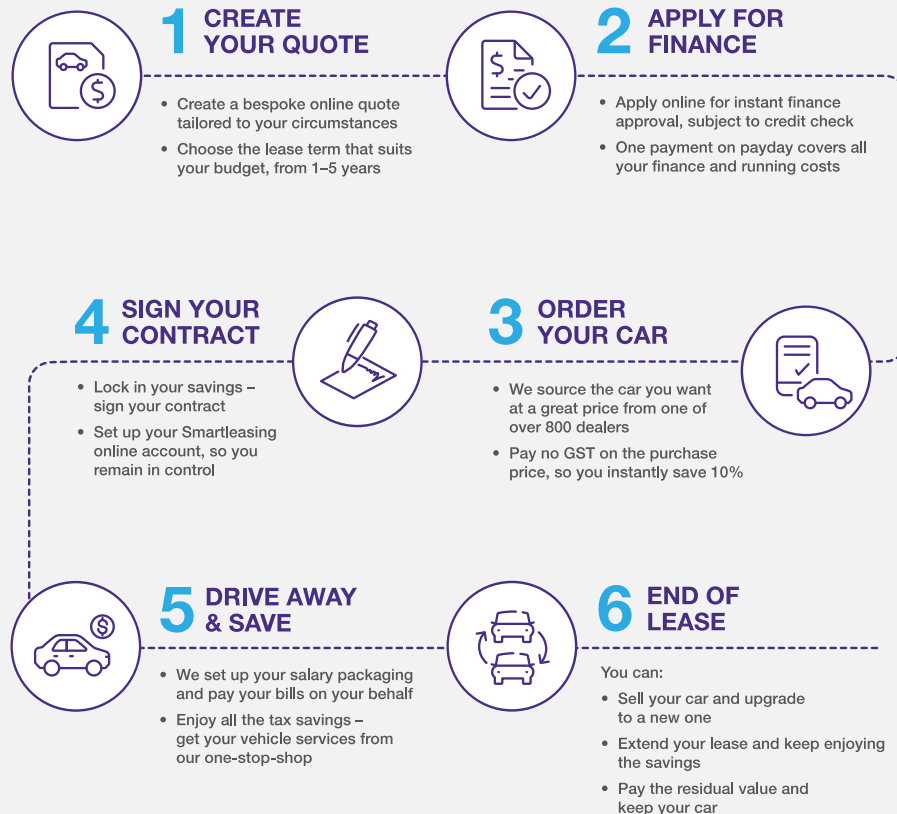 1 CREATE
YOUR QUOTE
• Create a bespoke online quote
tailored to your circumstances
• Choose the lease term that suits
your budget, from 1–5 years
2 APPLY FOR
FINANCE
• Apply online for instant finance
approval, subject to credit check
• One payment on payday covers all
your finance and running costs
3 ORDER
YOUR CAR
• We source the car you want
at a great price from one of
over 800 dealers
• Pay no GST on the purchase
price, so you instantly save 10%
4 SIGN YOUR
CONTRACT
• Lock in your savings –
sign your contract
• Set up your Smartleasing
online account, so you
remain in control
5 DRIVE AWAY
& SAVE
• We set up your salary packaging
and pay your bills on your behalf
• Enjoy all the tax savings –
get your vehicle services from
our one-stop-shop
6 END OF
LEASE
You can:
• Sell your car and upgrade
to a new one
• Extend your lease and keep enjoying
the savings
• Pay the residual value and
keep your car